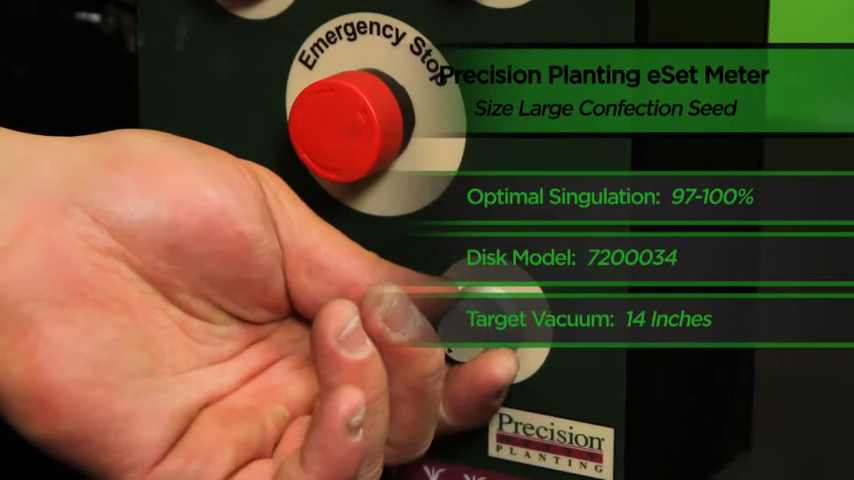 Emergency Stop
Precision Planting eSet Meter
Size Large Confection Seed
Optimal Singulation: 97-100%
Disk Model: 7200034
Target Vacuum: 14 Inches
Precision
PLANTING